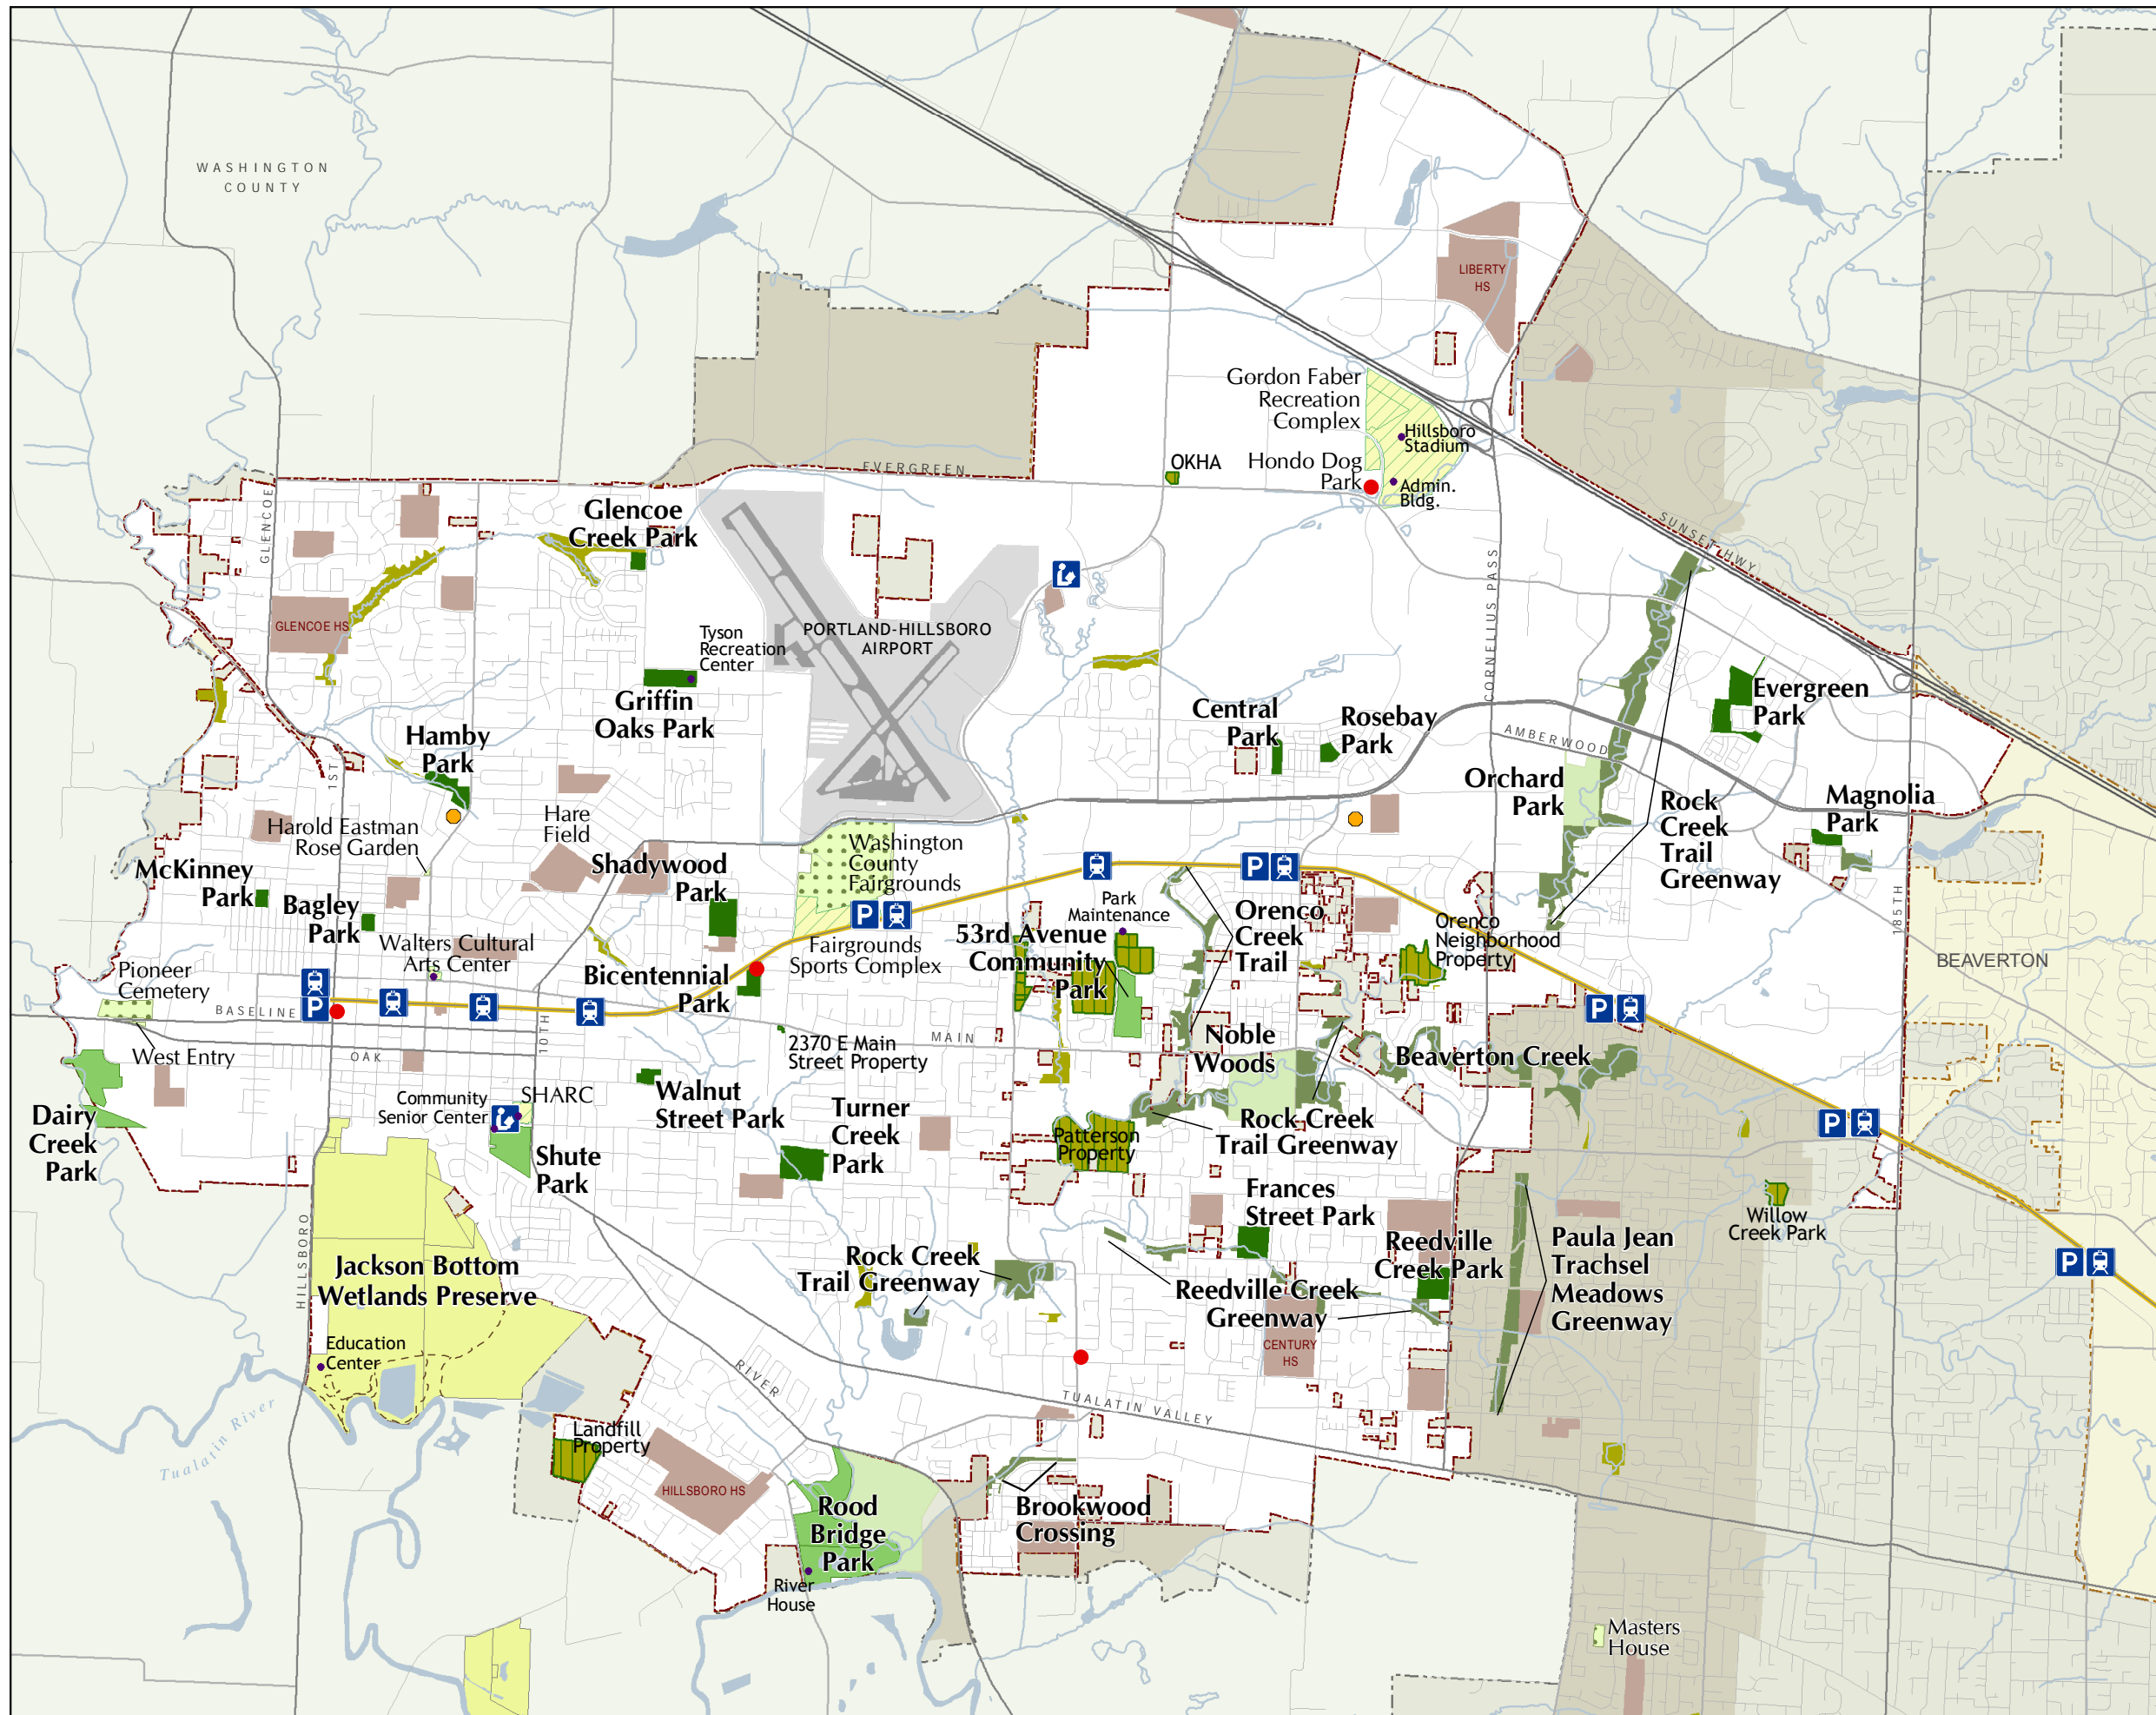 WASHINGTON
COUNTY
LIBERTY
HS
Gordon Faber
Recreation
Complex
Hillsboro
Stadium
OKHA
Hondo Dog
Park
Admin.
Bldg.
EVERGREEN
GLENCOE
Glencoe
Creek Park
SUNSET HWY
CORNELIUS PASS
GLENCOE HS
Tyson
Recreation
Center
PORTLAND-HILLSBORO
AIRPORT
Griffin
Oaks Park
Evergreen
Park
Central
Park
Rosebay
Park
AMBERWOOD
Hamby
Park
1ST
Orchard
Park
Magnolia
Park
Rock
Creek
Trail
Greenway
Hare
Field
Harold Eastman
Rose Garden
Washington
County
Fairgrounds
McKinney
Park
Shadywood
Park
Bagley
Park
P
P
Park
Maintenance
185TH
Orenco
Creek
Trail
Orenco
Neighborhood
Property
53rd Avenue
Community
Park
Walters Cultural
Arts Center
Fairgrounds
Sports Complex
BEAVERTON
Pioneer
Cemetery
Bicentennial
Park
P
P
BASELINE
10TH
MAIN
2370 E Main
Street Property
Noble
Woods
Beaverton Creek
West Entry
OAK
Community
Senior Center
SHARC
Walnut
Street Park
Turner
Creek
Park
Dairy
Creek
Park
Shute
Park
Patterson
Property
Rock Creek
Trail Greenway
P
Frances
Street Park
Willow
Creek Park
HILLSBORO
Jackson Bottom
Wetlands Preserve
Rock Creek
Trail Greenway
Reedville
Creek Park
Paula Jean
Trachsel
Meadows
Greenway
P
Reedville Creek
Greenway
CENTURY
HS
Education
Center
RIVER
TUALATIN VALLEY
Tualatin River
Landfill
Property
HILLSBORO HS
Rood
Bridge
Park
Brookwood
Crossing
River
House
Masters
House